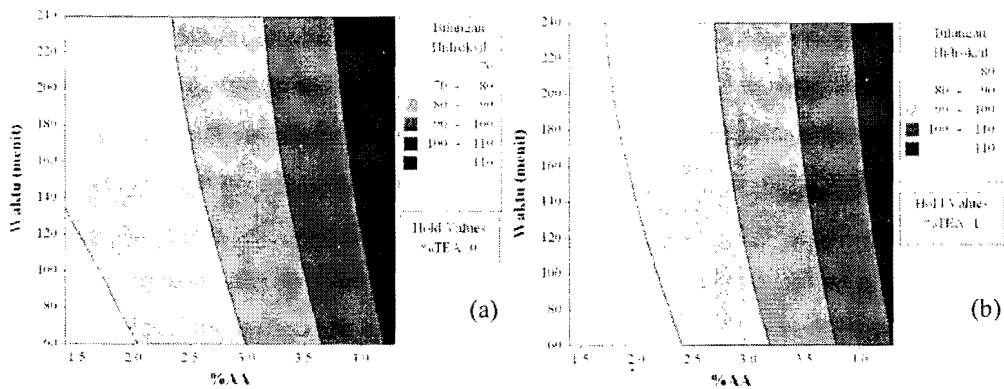 240
220
200
180
160
140
120
100
80
60
Waktu (menit)
1.5 2.0 2.5 3.0 3.5 4.0
%AA
Bilangan
Hidroksil
70
70 - 80
80 - 90
90 - 100
100 - 110
110
Hold Values
%TEA 0
(a)
240
220
200
180
160
140
120
100
80
60
Waktu (menit)
1.5 2.0 2.5 3.0 3.5 4.0
%AA
Bilangan
Hidroksil
80
80 - 90
90 - 100
100 - 110
110
Hold Values
%TEA 1
(b)